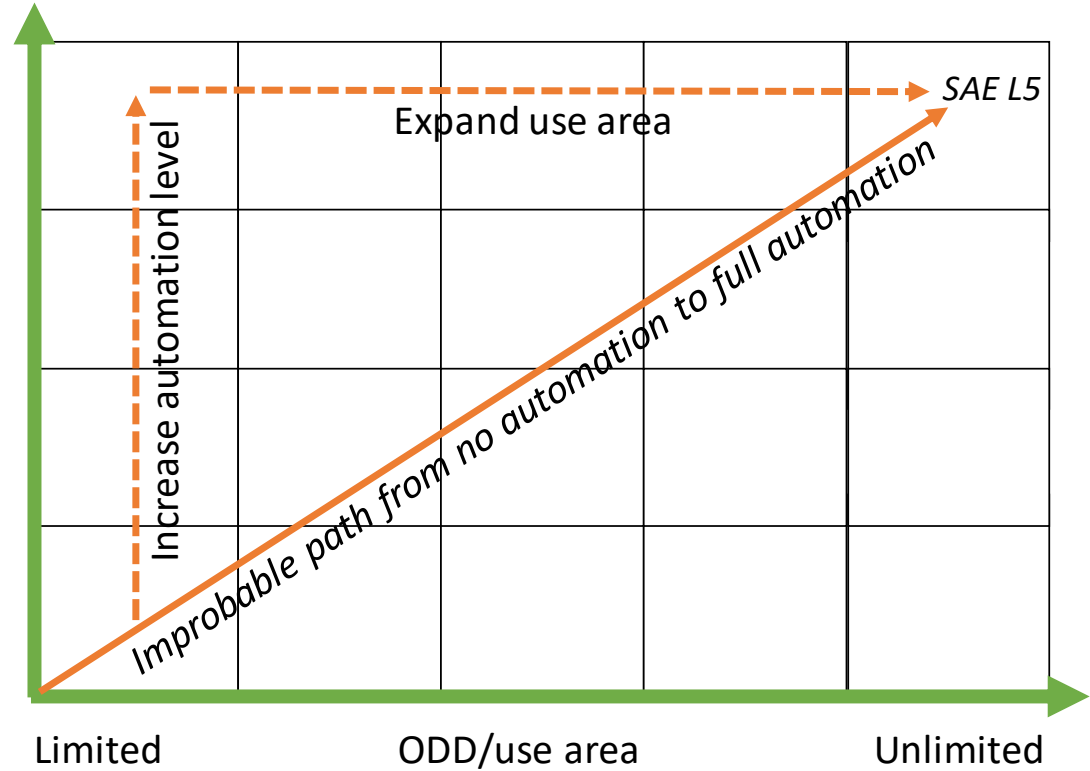 SAE L5
Expand use area
Increase automation level
Improbable path from no automation to full automation
Limited
ODD/use area
Unlimited